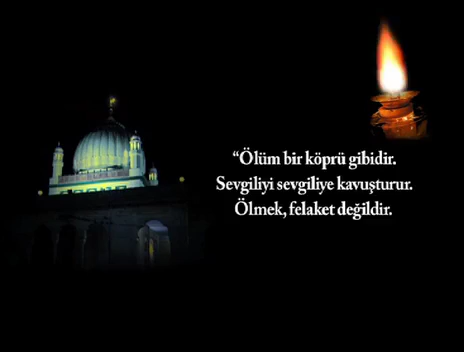 “Ölüm bir köprü gibidir.
Sevgiliyi sevgiliye kavuşturur.
Ölmek, felaket değildir.